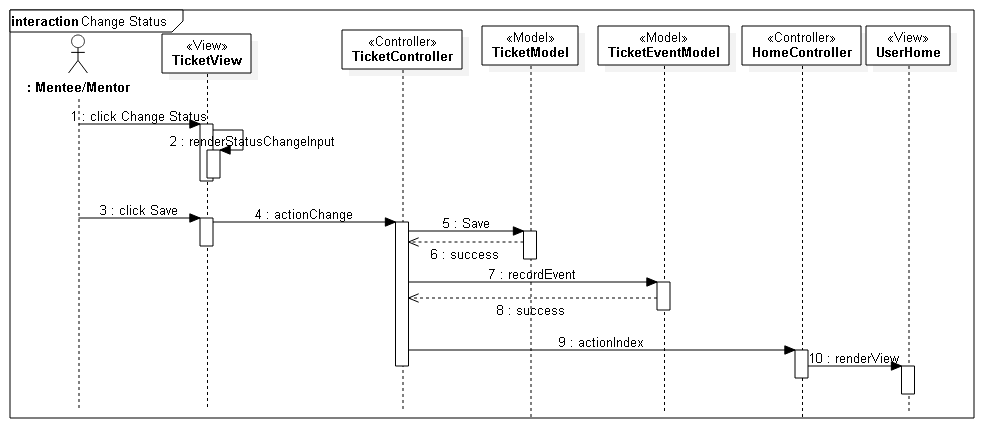 interaction Change Status
: Mentee/Mentor
«View»
TicketView
«Controller»
TicketController
«Model»
TicketModel
«Model»
TicketEventModel
«Controller»
HomeController
«View»
UserHome
1 : click Change Status
2 : renderStatusChangeInput
3 : click Save
4 : actionChange
5 : Save
6 : success
7 : recordEvent
8 : success
9 : actionIndex
10 : renderView